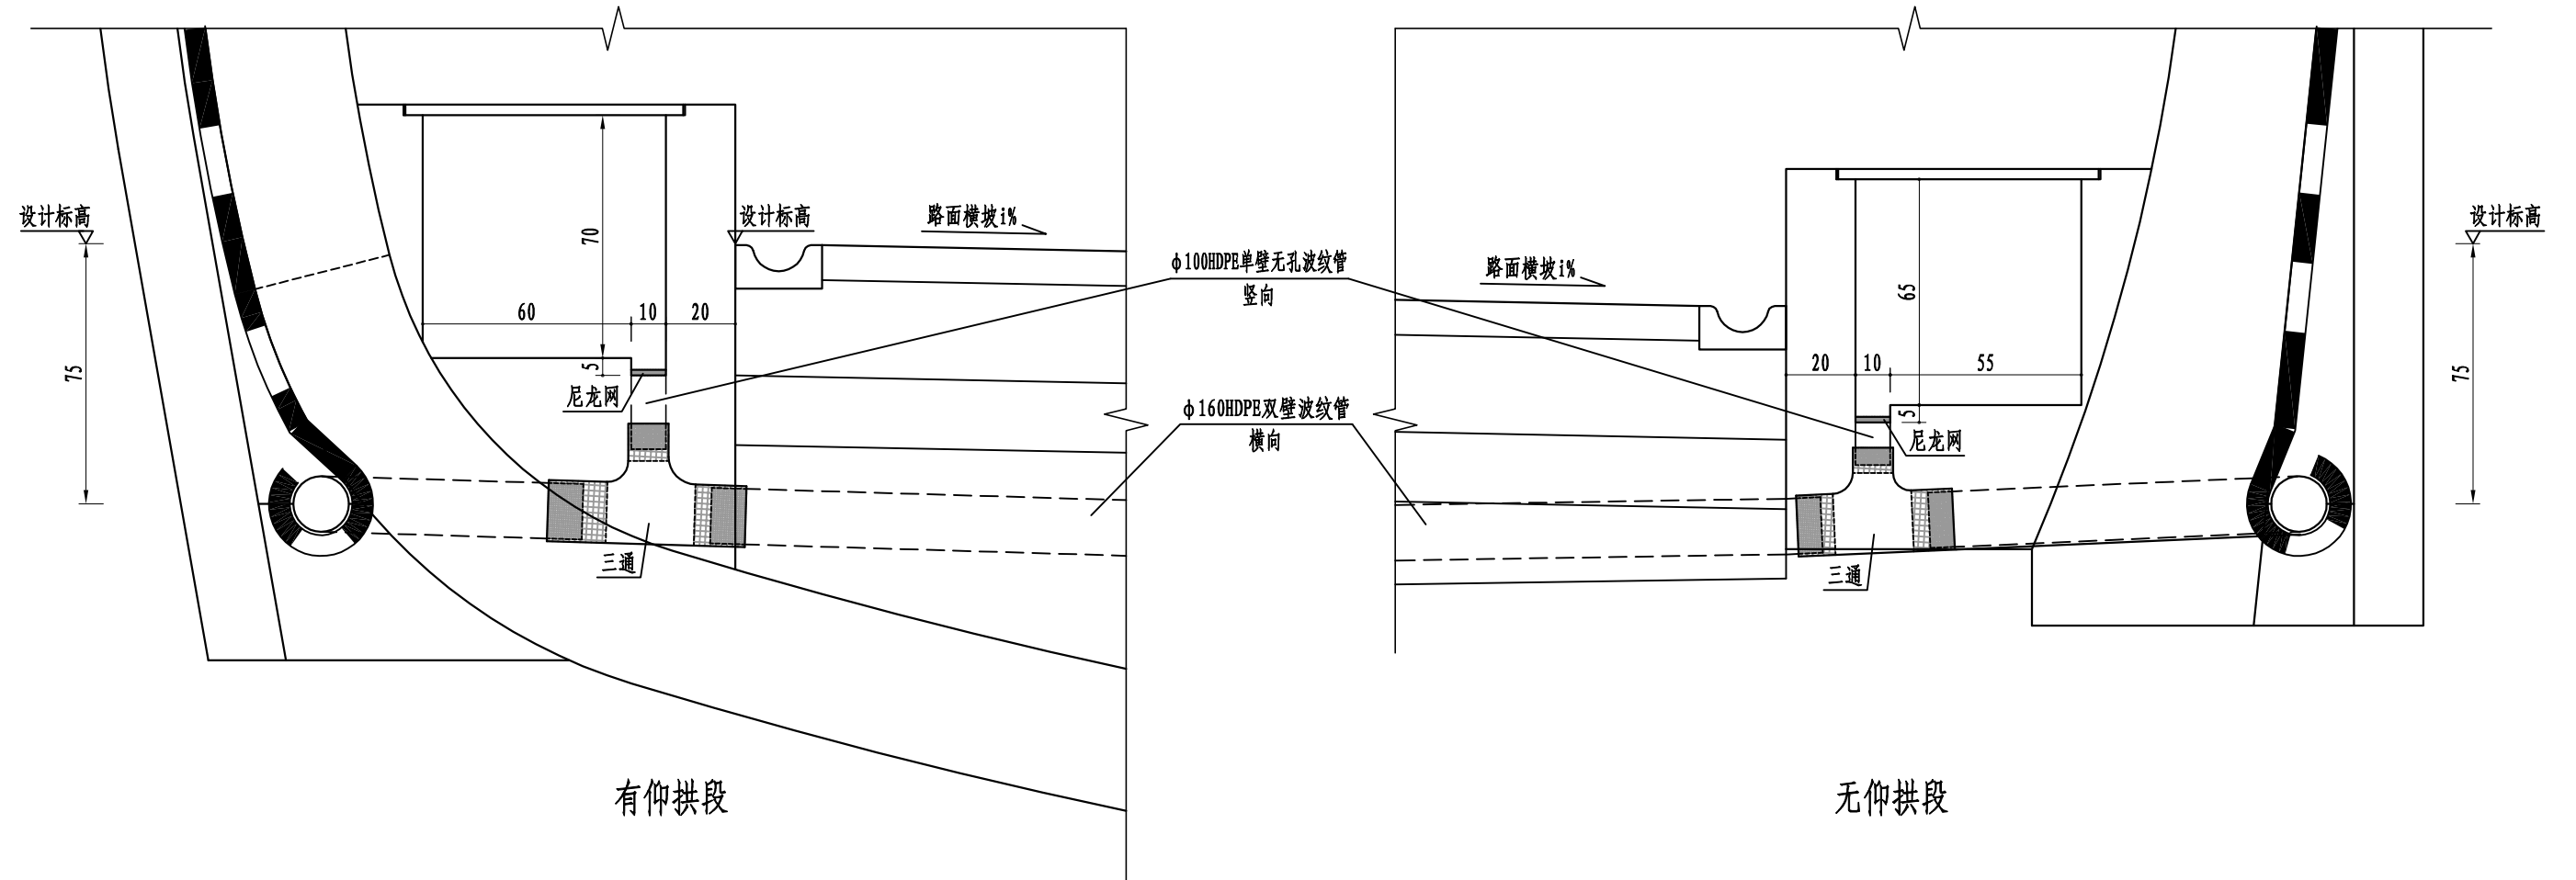 设计标高
设计标高
路面横坡i%
70
60
10
20
5
尼龙网
75
三通
有仰拱段
ϕ100HDPE单壁无孔波纹管
竖向
ϕ160HDPE双壁波纹管
横向
路面横坡i%
设计标高
65
20
10
55
5
尼龙网
75
三通
无仰拱段